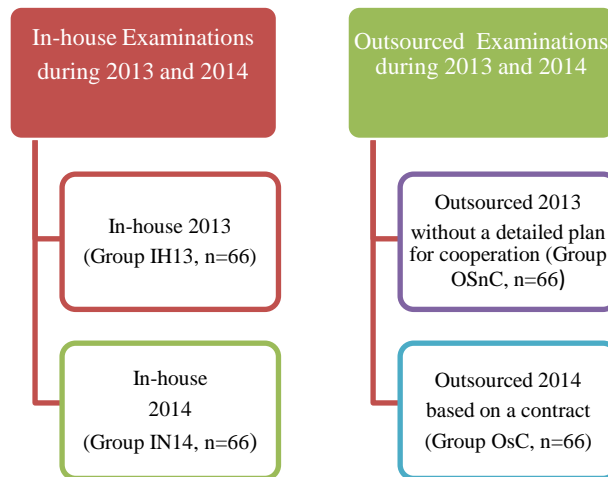 In-house Examinations
during 2013 and 2014
In-house 2013
(Group IH13, n=66)
In-house
2014
(Group IN14, n=66)
Outsourced Examinations
during 2013 and 2014
Outsourced 2013
without a detailed plan
for cooperation (Group
OSnC, n=66)
Outsourced 2014
based on a contract
(Group OsC, n=66)